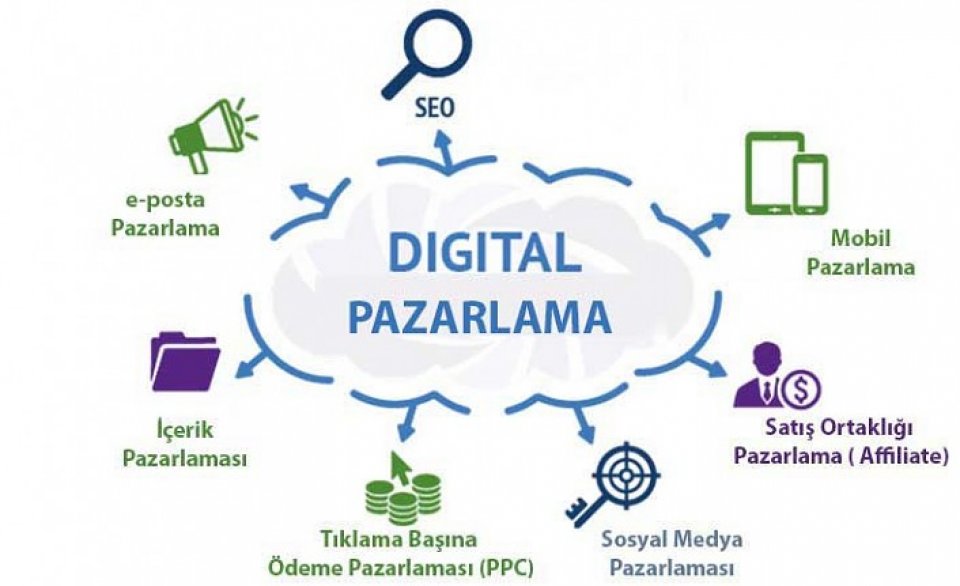 SEO
e-posta
Pazarlama
Mobil
Pazarlama
DIGITAL
PAZARLAMA
İçerik
Pazarlaması
Satış Ortaklığı
Pazarlama ( Affiliate)
Tıklama Başına
Ödeme Pazarlaması (PPC)
Sosyal Medya
Pazarlaması